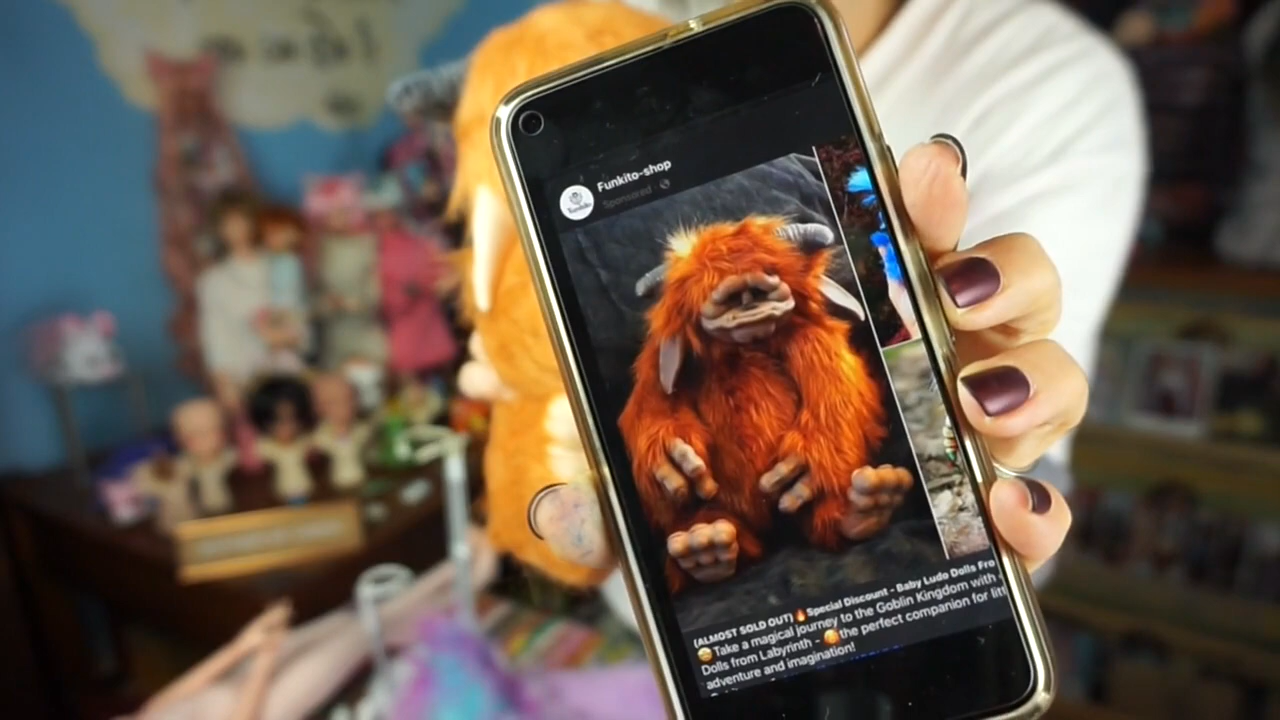 Funkito-shop
Sponsored ·
(ALMOST SOLD OUT) 🔥Special Discount - Baby Ludo Dolls Fro
🤩Take a magical journey to the Goblin Kingdom with
Dolls from Labyrinth - 🥰the perfect companion for litt
adventure and imagination!